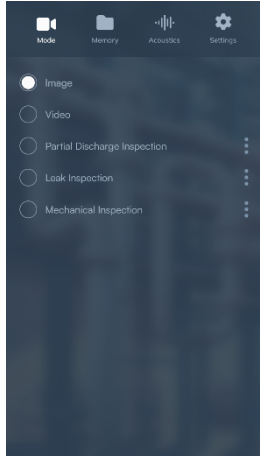 Mode Memory Acoustics Settings
Image
Video
Partial Discharge Inspection
Leak Inspection
Mechanical Inspection